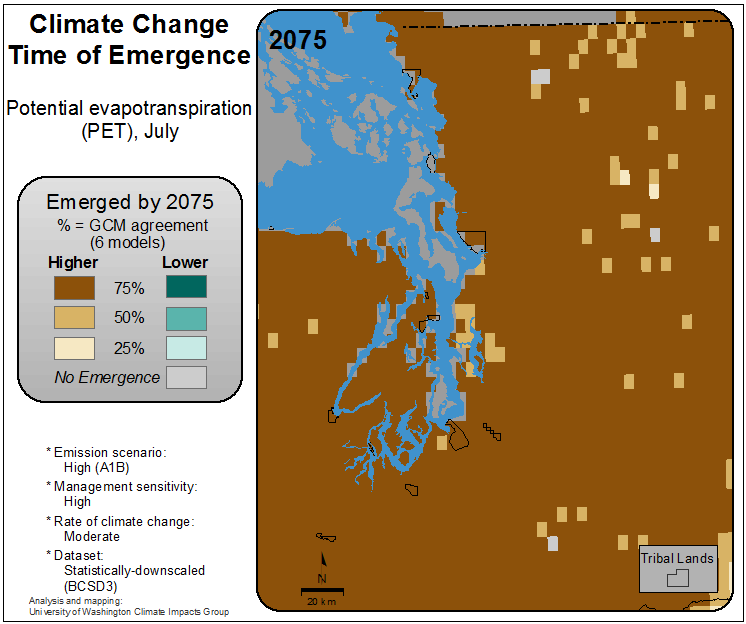 Climate Change
Time of Emergence
Potential evapotranspiration
(PET), July
Emerged by 2075
% = GCM agreement
(6 models)
Higher Lower
75%
50%
25%
No Emergence
* Emission scenario:
High (A1B)
* Management sensitivity:
High
* Rate of climate change:
Moderate
* Dataset:
Statistically-downscaled
(BCSD3)
Analysis and mapping:
University of Washington Climate Impacts Group
2075
N
20 km
Tribal Lands